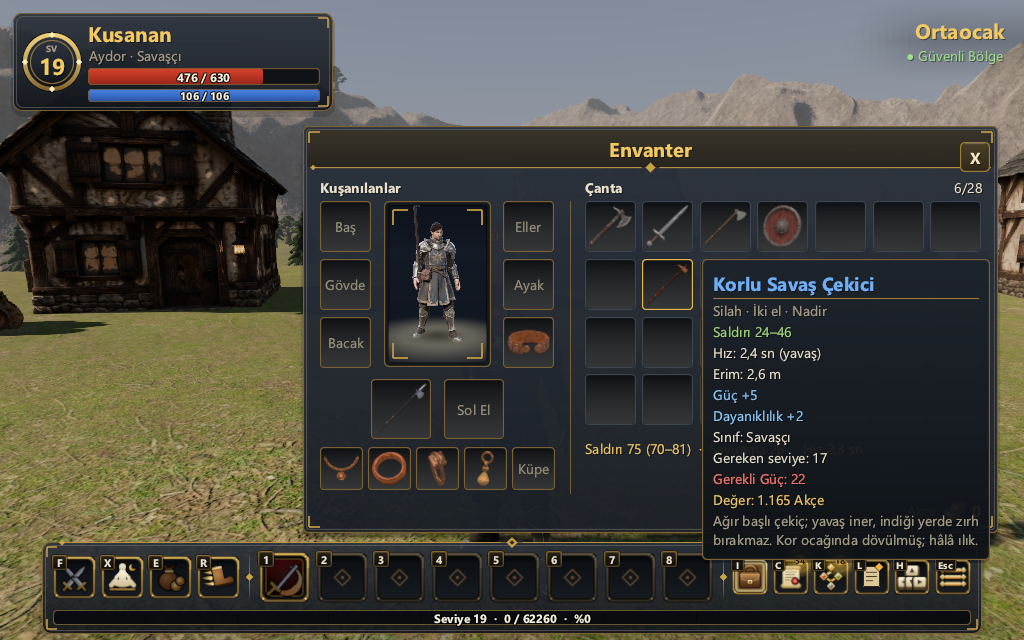 Kusanan
SV
19
Aydor · Savaşçı
476 / 630
106 / 106
Ortaocak
Güvenli Bölge
Envanter
X
Kuşanılanlar
Çanta
6/28
Baş
Eller
Gövde
Ayak
Bacak
Sol El
Küpe
Saldırı 75 (70–81) ·
Korlu Savaş Çekici
Silah · İki el · Nadir
Saldırı 24–46
Hız: 2,4 sn (yavaş)
Erim: 2,6 m
Güç +5
Dayanıklılık +2
Sınıf: Savaşçı
Gereken seviye: 17
Gerekli Güç: 22
Değer: 1.165 Akçe
Ağır başlı çekiç; yavaş iner, indiği yerde zırh
bırakmaz. Kor ocağında dövülmüş; hâlâ ılık.
F
X
E
R
1
2
3
4
5
6
7
8
I
C
K
L
H
Esc
Seviye 19 · 0 / 62260 · %0